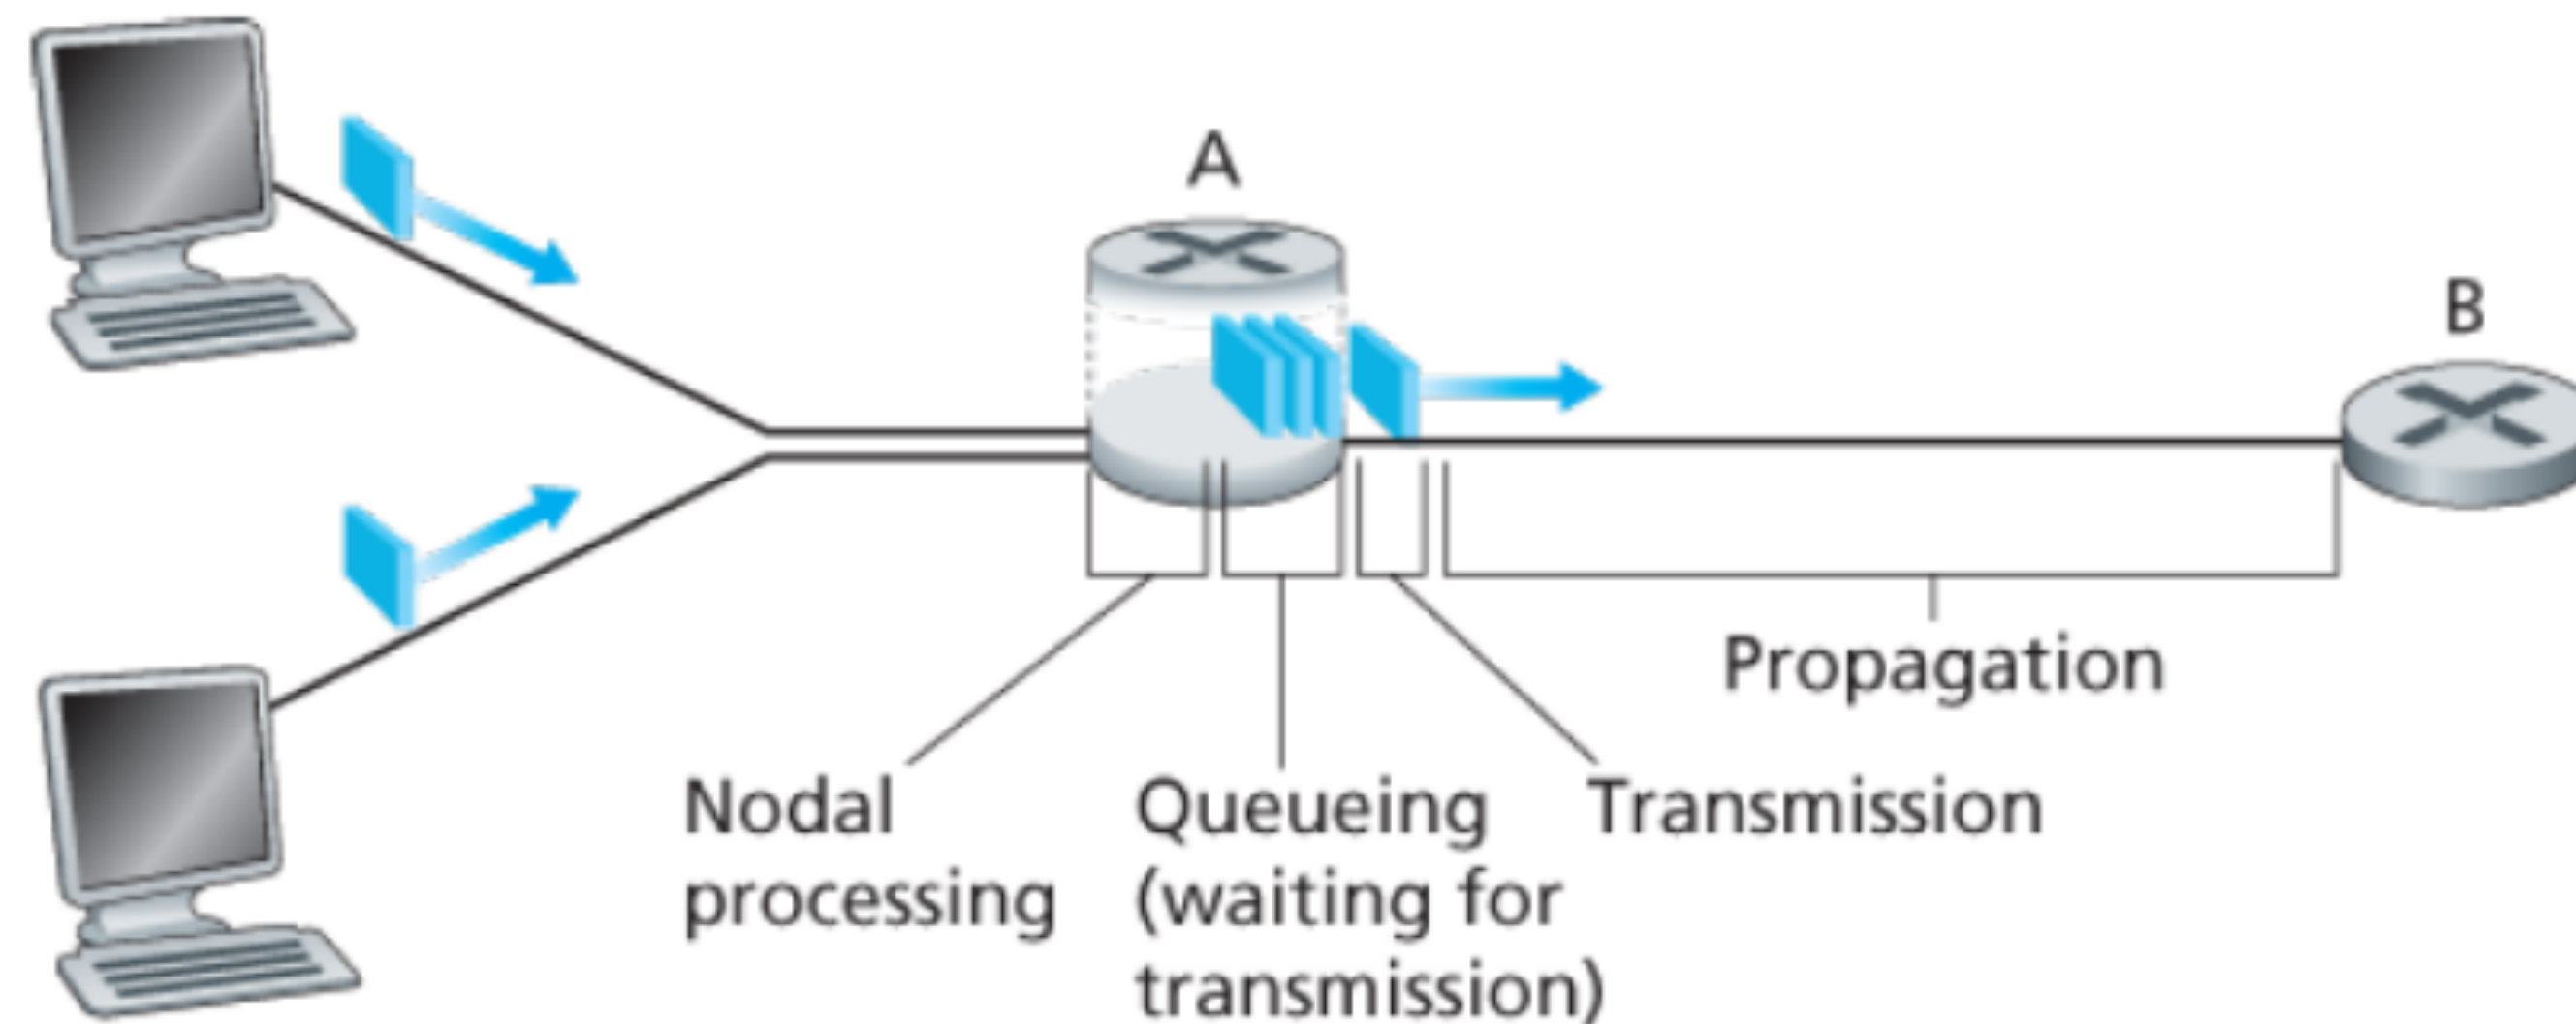 A
B
Propagation
Nodal
processing
Queueing
(waiting for
transmission)
Transmission